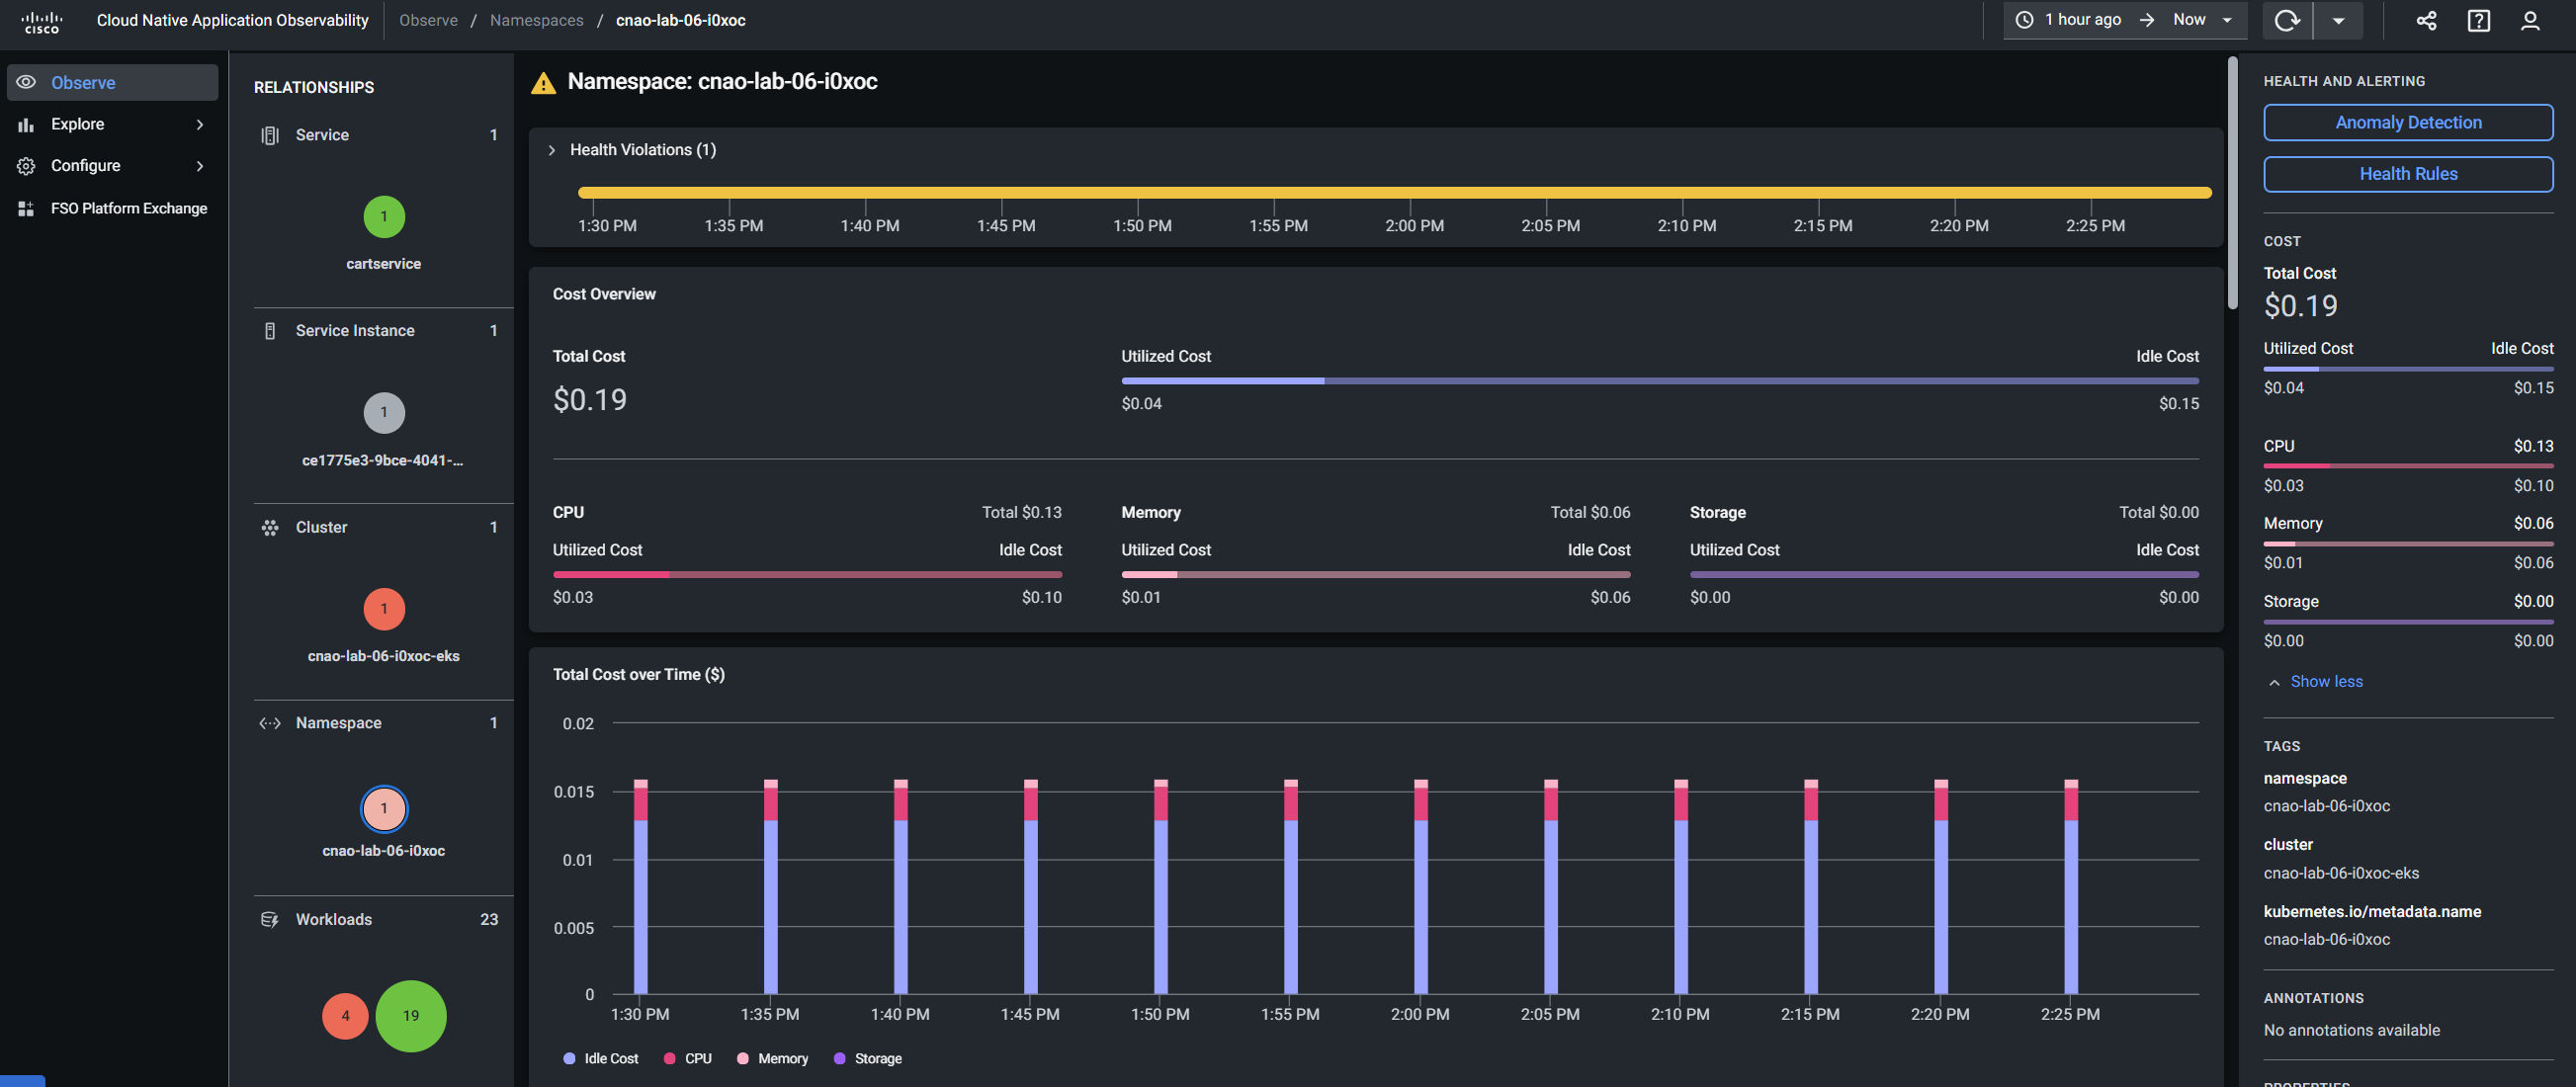 cisco
Cloud Native Application Observability
Observe / Namespaces / cnao-lab-06-i0xoc
1 hour ago → Now
Observe
Explore
Configure
FSO Platform Exchange
RELATIONSHIPS
Service 1
1
cartservice
Service Instance 1
1
ce1775e3-9bce-4041-...
Cluster 1
1
cnao-lab-06-i0xoc-eks
Namespace 1
1
cnao-lab-06-i0xoc
Workloads 23
4 19
Namespace: cnao-lab-06-i0xoc
Health Violations (1)
1:30 PM 1:35 PM 1:40 PM 1:45 PM 1:50 PM 1:55 PM 2:00 PM 2:05 PM 2:10 PM 2:15 PM 2:20 PM 2:25 PM
Cost Overview
Total Cost
$0.19
Utilized Cost Idle Cost
$0.04 $0.15
CPU Total $0.13
Utilized Cost Idle Cost
$0.03 $0.10
Memory Total $0.06
Utilized Cost Idle Cost
$0.01 $0.06
Storage Total $0.00
Utilized Cost Idle Cost
$0.00 $0.00
Total Cost over Time ($)
0.02
0.015
0.01
0.005
0
1:30 PM 1:35 PM 1:40 PM 1:45 PM 1:50 PM 1:55 PM 2:00 PM 2:05 PM 2:10 PM 2:15 PM 2:20 PM 2:25 PM
Idle Cost CPU Memory Storage
HEALTH AND ALERTING
Anomaly Detection
Health Rules
COST
Total Cost
$0.19
Utilized Cost Idle Cost
$0.04 $0.15
CPU $0.13
$0.03 $0.10
Memory $0.06
$0.01 $0.06
Storage $0.00
$0.00 $0.00
Show less
TAGS
namespace
cnao-lab-06-i0xoc
cluster
cnao-lab-06-i0xoc-eks
kubernetes.io/metadata.name
cnao-lab-06-i0xoc
ANNOTATIONS
No annotations available
PROPERTIES